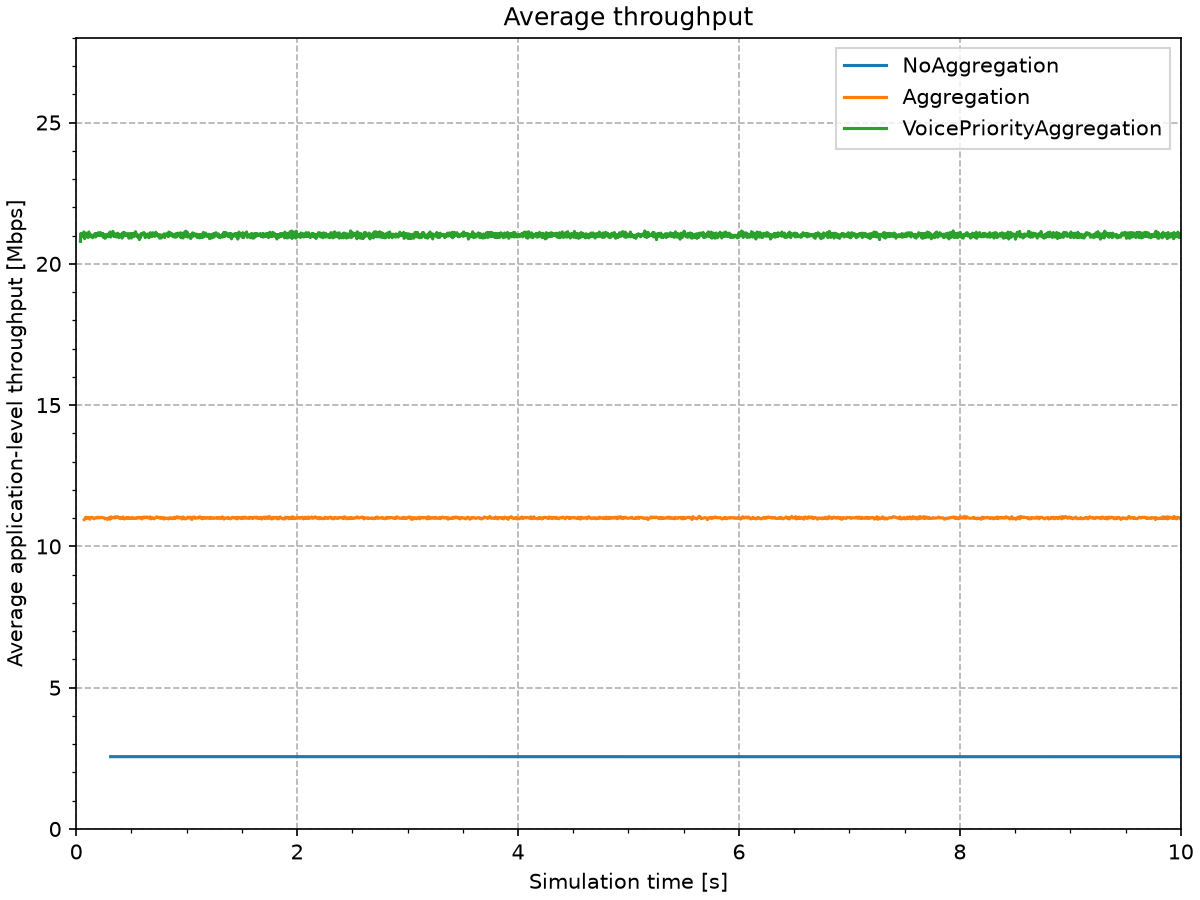 Average throughput
NoAggregation
Aggregation
VoicePriorityAggregation
Average application-level throughput [Mbps]
25
20
15
10
5
0
0 2 4 6 8 10
Simulation time [s]